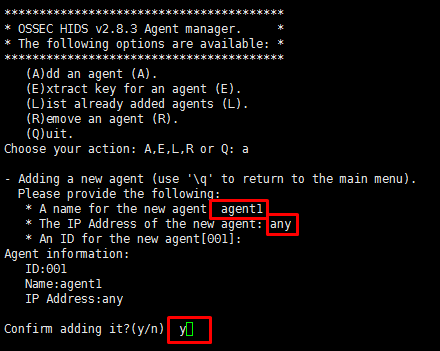 ****************************************
* OSSEC HIDS v2.8.3 Agent manager.     *
* The following options are available: *
****************************************
   (A)dd an agent (A).
   (E)xtract key for an agent (E).
   (L)ist already added agents (L).
   (R)emove an agent (R).
   (Q)uit.
Choose your action: A,E,L,R or Q: a

- Adding a new agent (use '\q' to return to the main menu).
  Please provide the following:
   * A name for the new agent: agent1
   * The IP Address of the new agent: any
   * An ID for the new agent[001]:
Agent information:
   ID:001
   Name:agent1
   IP Address:any

Confirm adding it?(y/n): y